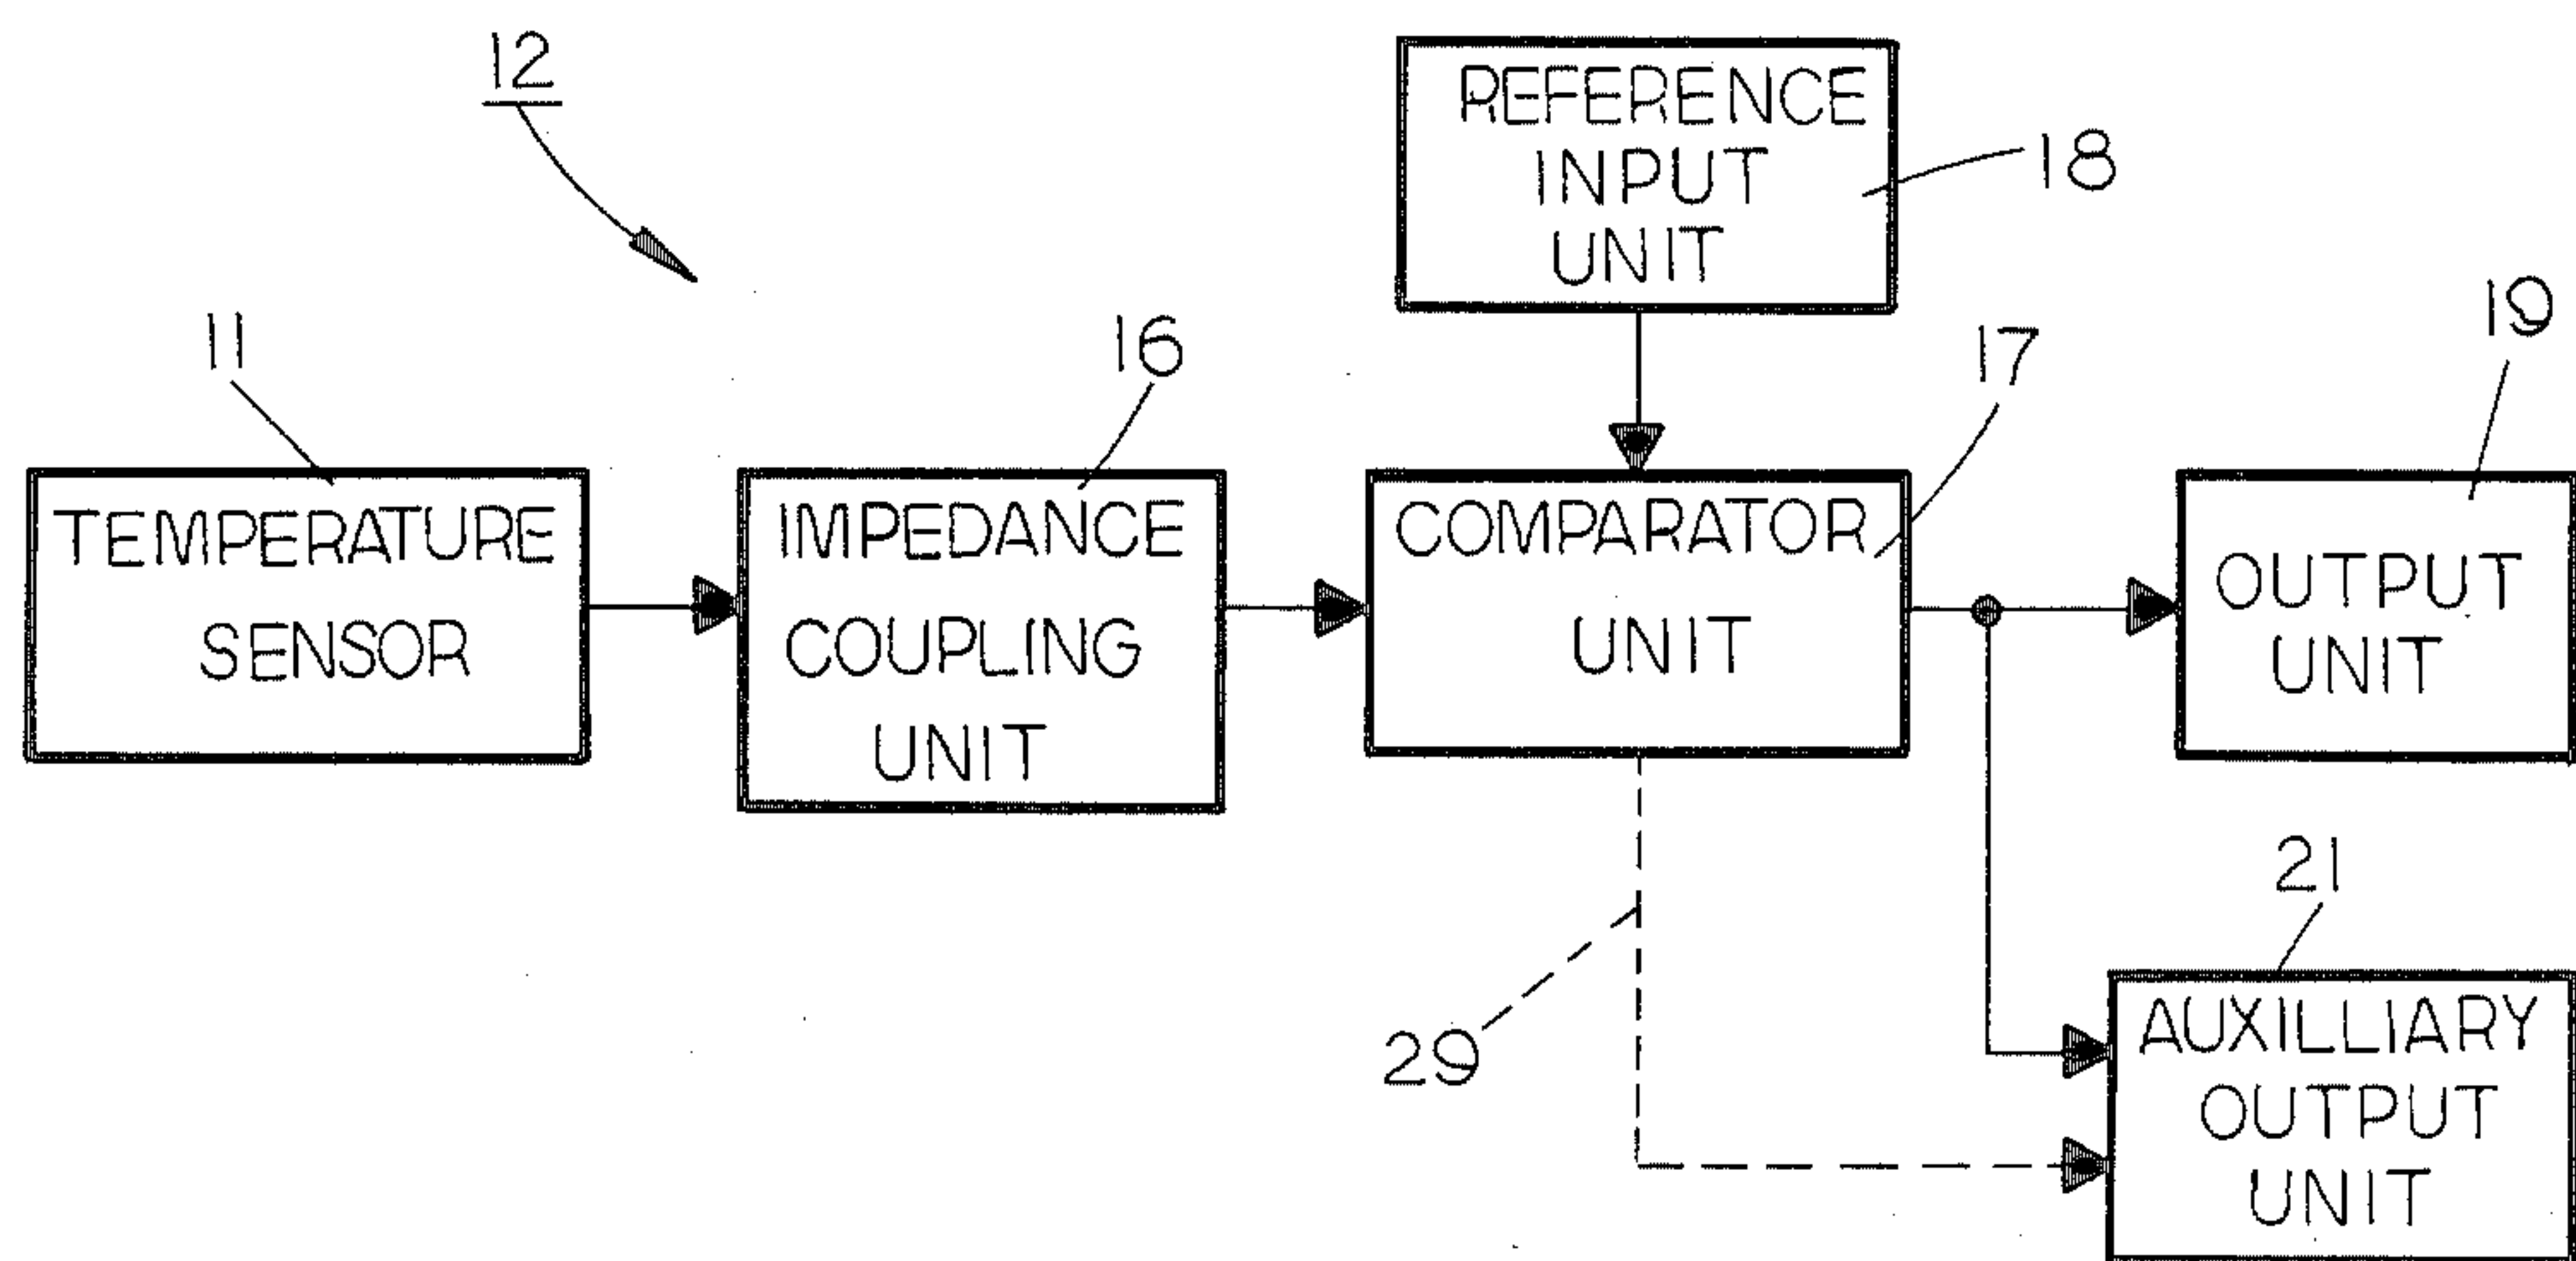 12
REFERENCE
INPUT
UNIT
18
11
16
17
19
TEMPERATURE
SENSOR
IMPEDANCE
COUPLING
UNIT
COMPARATOR
UNIT
OUTPUT
UNIT
29
21
AUXILLIARY
OUTPUT
UNIT